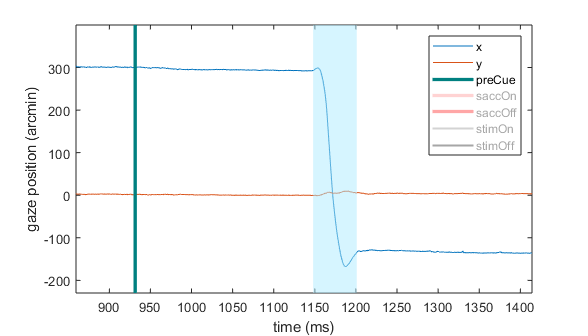 300
200
100
0
-100
-200
gaze position (arcmin)
x
y
preCue
saccOn
saccOff
stimOn
stimOff
900 950 1000 1050 1100 1150 1200 1250 1300 1350 1400
time (ms)